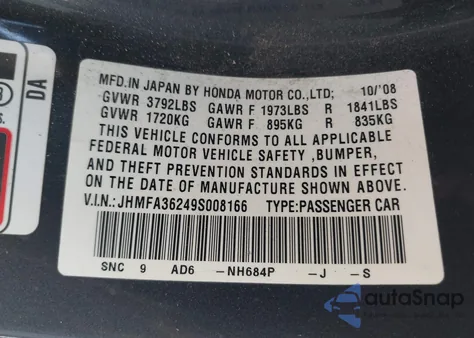 MFD.IN JAPAN BY HONDA MOTOR CO.,LTD; 10/'08
GVWR 3792LBS GAWR F 1973LBS R 1841LBS
GVWR 1720KG GAWR F 895KG R 835KG
THIS VEHICLE CONFORMS TO ALL APPLICABLE
FEDERAL MOTOR VEHICLE SAFETY ,BUMPER,
AND THEFT PREVENTION STANDARDS IN EFFECT
ON THE DATE OF MANUFACTURE SHOWN ABOVE.
V.I.N.: JHMFA36249S008166 TYPE:PASSENGER CAR
SNC 9 AD6 -NH684P -J -S
DA
autoSnap